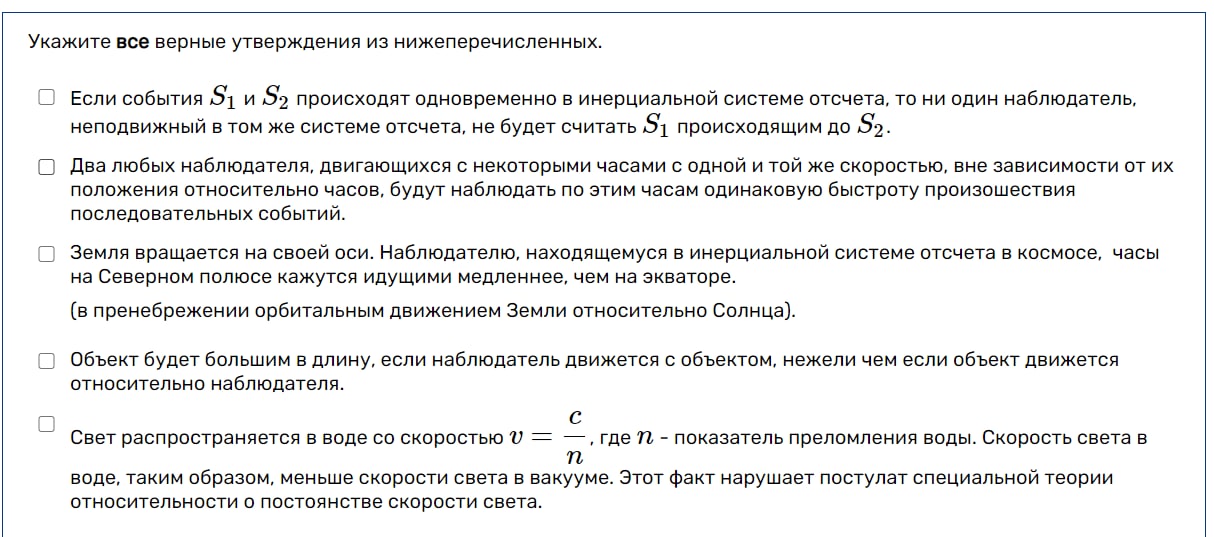 Укажите все верные утверждения из нижеперечисленных.
Если события S₁ и S₂ происходят одновременно в инерциальной системе отсчета, то ни один наблюдатель,
неподвижный в том же системе отсчета, не будет считать S₁ происходящим до S₂.
Два любых наблюдателя, двигающихся с некоторыми часами с одной и той же скоростью, вне зависимости от их
положения относительно часов, будут наблюдать по этим часам одинаковую быстроту произошествия
последовательных событий.
Земля вращается на своей оси. Наблюдателю, находящемуся в инерциальной системе отсчета в космосе, часы
на Северном полюсе кажутся идущими медленнее, чем на экваторе.
(в пренебрежении орбитальным движением Земли относительно Солнца).
Объект будет большим в длину, если наблюдатель движется с объектом, нежели чем если объект движется
относительно наблюдателя.
Свет распространяется в воде со скоростью v = c/n, где n - показатель преломления воды. Скорость света в
воде, таким образом, меньше скорости света в вакууме. Этот факт нарушает постулат специальной теории
относительности о постоянстве скорости света.